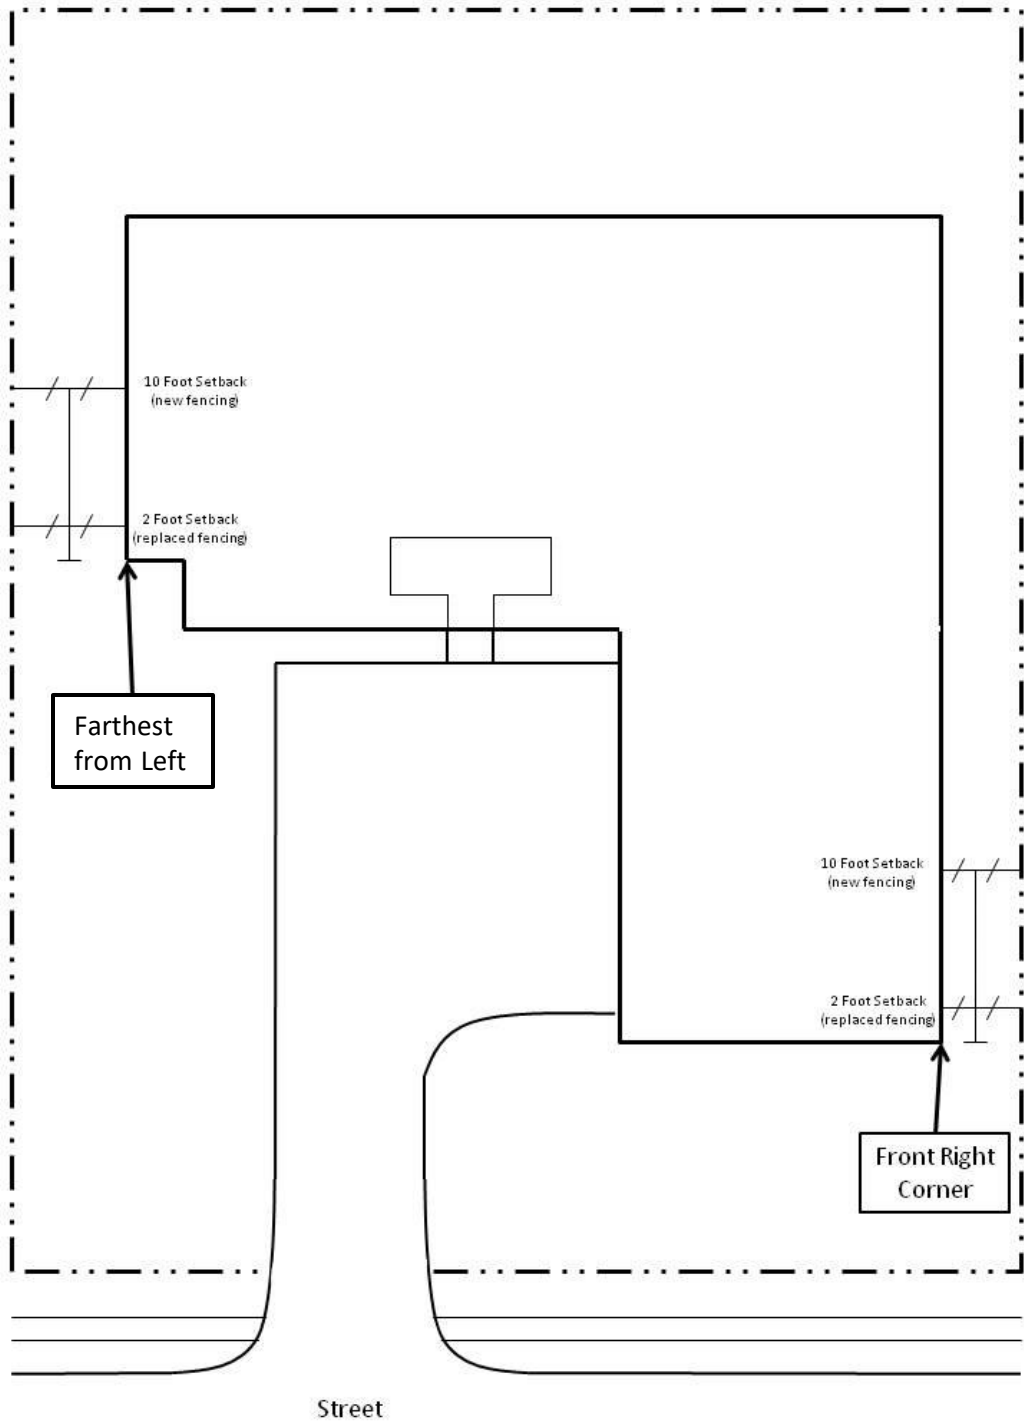 10 Foot Setback
(new fencing)
2 Foot Setback
(replaced fencing)
Farthest
from Left
10 Foot Setback
(new fencing)
2 Foot Setback
(replaced fencing)
Front Right
Corner
Street